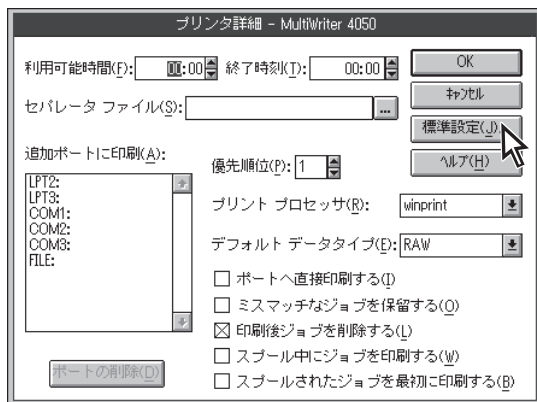 プリンタ詳細 - MultiWriter 4050
利用可能時間(F): 00:00 終了時刻(T): 00:00
OK
キャンセル
セパレータ ファイル(S): ...
標準設定(J)...
ヘルプ(H)
追加ポートに印刷(A):
LPT2:
LPT3:
COM1:
COM2:
COM3:
FILE:
ポートの削除(D)
優先順位(P): 1
プリント プロセッサ(R): winprint
デフォルト データタイプ(E): RAW
ポートへ直接印刷する(I)
ミスマッチなジョブを保留する(O)
印刷後ジョブを削除する(L)
スプール中にジョブを印刷する(W)
スプールされたジョブを最初に印刷する(B)